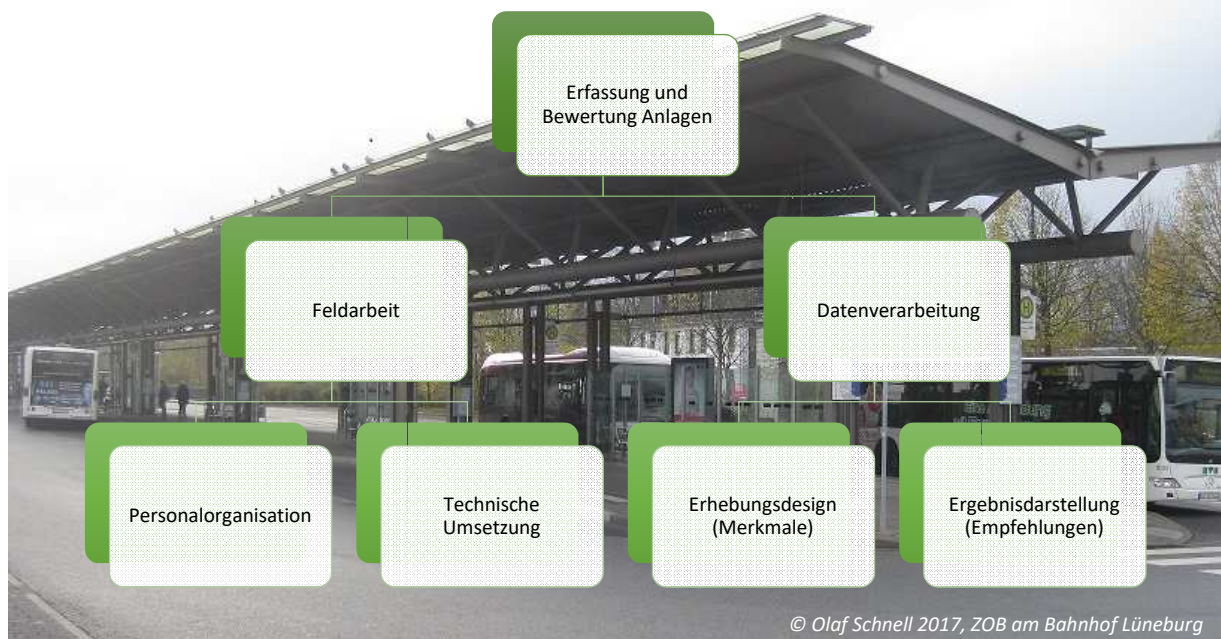 Erfassung und
Bewertung Anlagen
Feldarbeit
Datenverarbeitung
Personalorganisation
Technische
Umsetzung
Erhebungsdesign
(Merkmale)
Ergebnisdarstellung
(Empfehlungen)
© Olaf Schnell 2017, ZOB am Bahnhof Lüneburg